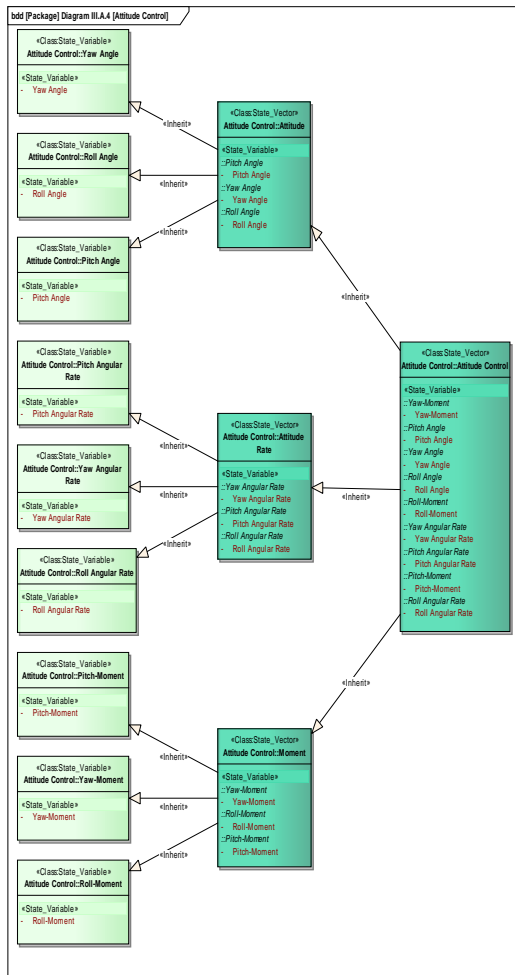 bdd [Package] Diagram III.A.4 [Attitude Control]
«Class:State_Variable»
Attitude Control::Yaw Angle
«State_Variable»
- Yaw Angle
«Class:State_Variable»
Attitude Control::Roll Angle
«State_Variable»
- Roll Angle
«Class:State_Variable»
Attitude Control::Pitch Angle
«State_Variable»
- Pitch Angle
«Class:State_Variable»
Attitude Control::Pitch Angular
Rate
«State_Variable»
- Pitch Angular Rate
«Class:State_Variable»
Attitude Control::Yaw Angular
Rate
«State_Variable»
- Yaw Angular Rate
«Class:State_Variable»
Attitude Control::Roll Angular Rate
«State_Variable»
- Roll Angular Rate
«Class:State_Variable»
Attitude Control::Pitch-Moment
«State_Variable»
- Pitch-Moment
«Class:State_Variable»
Attitude Control::Yaw-Moment
«State_Variable»
- Yaw-Moment
«Class:State_Variable»
Attitude Control::Roll-Moment
«State_Variable»
- Roll-Moment
«Inherit»
«Inherit»
«Inherit»
«Inherit»
«Inherit»
«Inherit»
«Inherit»
«Inherit»
«Inherit»
«Class:State_Vector»
Attitude Control::Attitude
«State_Variable»
::Pitch Angle
- Pitch Angle
::Yaw Angle
- Yaw Angle
::Roll Angle
- Roll Angle
«Class:State_Vector»
Attitude Control::Attitude
Rate
«State_Variable»
::Yaw Angular Rate
- Yaw Angular Rate
::Pitch Angular Rate
- Pitch Angular Rate
::Roll Angular Rate
- Roll Angular Rate
«Class:State_Vector»
Attitude Control::Moment
«State_Variable»
::Yaw-Moment
- Yaw-Moment
::Roll-Moment
- Roll-Moment
::Pitch-Moment
- Pitch-Moment
«Inherit»
«Inherit»
«Inherit»
«Class:State_Vector»
Attitude Control::Attitude Control
«State_Variable»
::Yaw-Moment
- Yaw-Moment
::Pitch Angle
- Pitch Angle
::Yaw Angle
- Yaw Angle
::Roll Angle
- Roll Angle
::Roll-Moment
- Roll-Moment
::Yaw Angular Rate
- Yaw Angular Rate
::Pitch Angular Rate
- Pitch Angular Rate
::Pitch-Moment
- Pitch-Moment
::Roll Angular Rate
- Roll Angular Rate